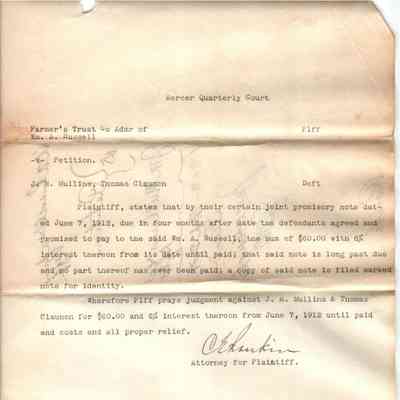 Mercer Quarterly Court
Farmer's Trust Co Admr of Plff
Wm. A. Russell
-v- Petition.
J. H. Mullins, Thomas Claunon Deft
Plaintiff, states that by their certain joint promisory note dat-
ed June 7, 1912, due in four months after date the defendants agreed and
promised to pay to the said Wm. A. Russell, the sum of $60.00 with 6%
interest thereon from its date until paid; that said note is long past due
and no part thereof has ever been paid; a copy of said note is filed marked
note for identity.
Wherefore Plff prays judgment against J. H. Mullins & Thomas
Claunon for $60.00 and 6% interest thereon from June 7, 1912 until paid
and costs and all proper relief.
C E Rankin
Attorney for Plaintiff.